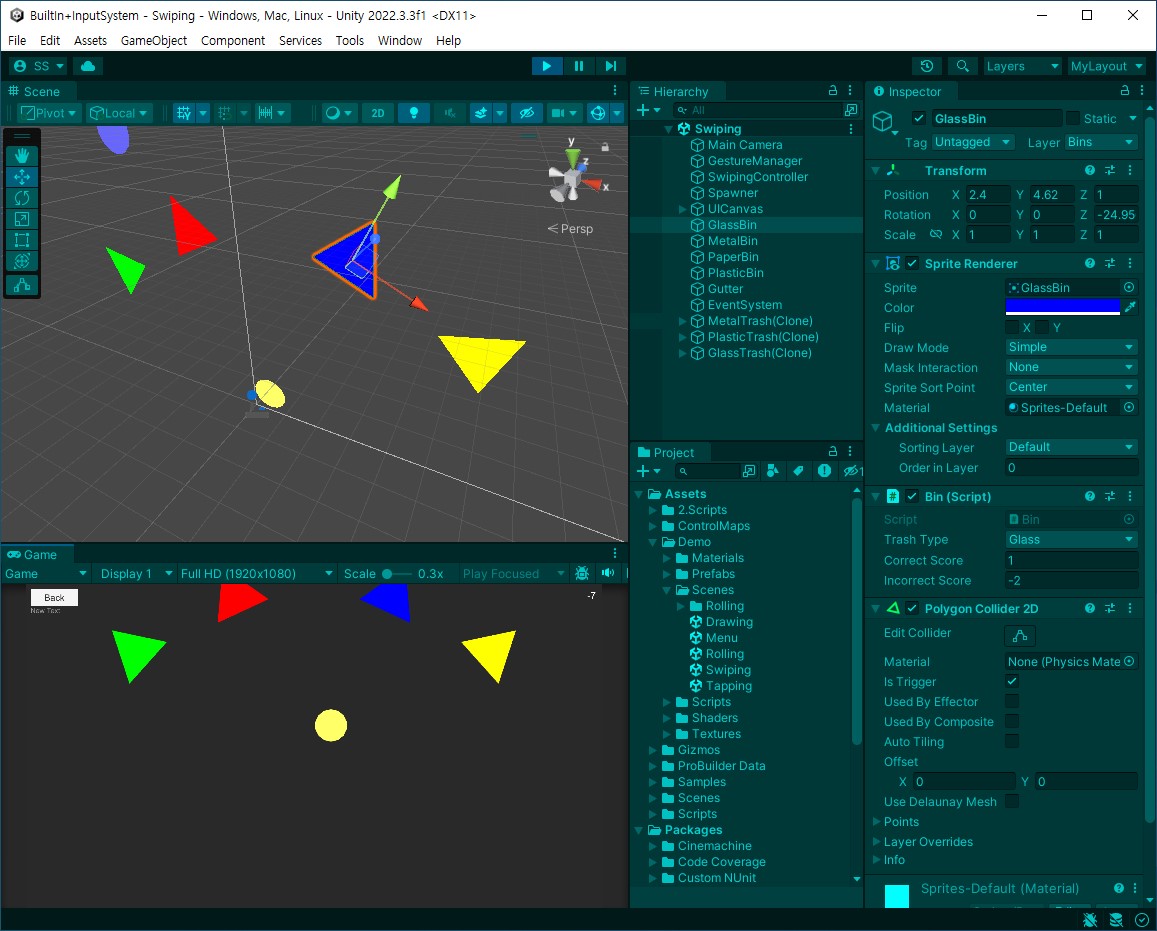 BuiltIn+InputSystem - Swiping - Windows, Mac, Linux - Unity 2022.3.3f1 <DX11>
File Edit Assets GameObject Component Services Tools Window Help
SS
Layers
MyLayout
Scene
Pivot Local 2D
y
z
x
Persp
Hierarchy
All
Swiping
Main Camera
GestureManager
SwipingController
Spawner
UICanvas
GlassBin
MetalBin
PaperBin
PlasticBin
Gutter
EventSystem
MetalTrash(Clone)
PlasticTrash(Clone)
GlassTrash(Clone)
Game
Game Display 1 Full HD (1920x1080) Scale 0.3x Play Focused
Back
New Text
-7
Project
1
Assets
2.Scripts
ControlMaps
Demo
Materials
Prefabs
Scenes
Rolling
Drawing
Menu
Rolling
Swiping
Tapping
Scripts
Shaders
Textures
Gizmos
ProBuilder Data
Samples
Scenes
Scripts
Packages
Cinemachine
Code Coverage
Custom NUnit
Inspector
GlassBin Static
Tag Untagged Layer Bins
Transform
Position X 2.4 Y 4.62 Z 1
Rotation X 0 Y 0 Z -24.95
Scale X 1 Y 1 Z 1
Sprite Renderer
Sprite GlassBin
Color
Flip X Y
Draw Mode Simple
Mask Interaction None
Sprite Sort Point Center
Material Sprites-Default
Additional Settings
Sorting Layer Default
Order in Layer 0
# Bin (Script)
Script Bin
Trash Type Glass
Correct Score 1
Incorrect Score -2
Polygon Collider 2D
Edit Collider
Material None (Physics Mate
Is Trigger
Used By Effector
Used By Composite
Auto Tiling
Offset
X 0 Y 0
Use Delaunay Mesh
Points
Layer Overrides
Info
Sprites-Default (Material)